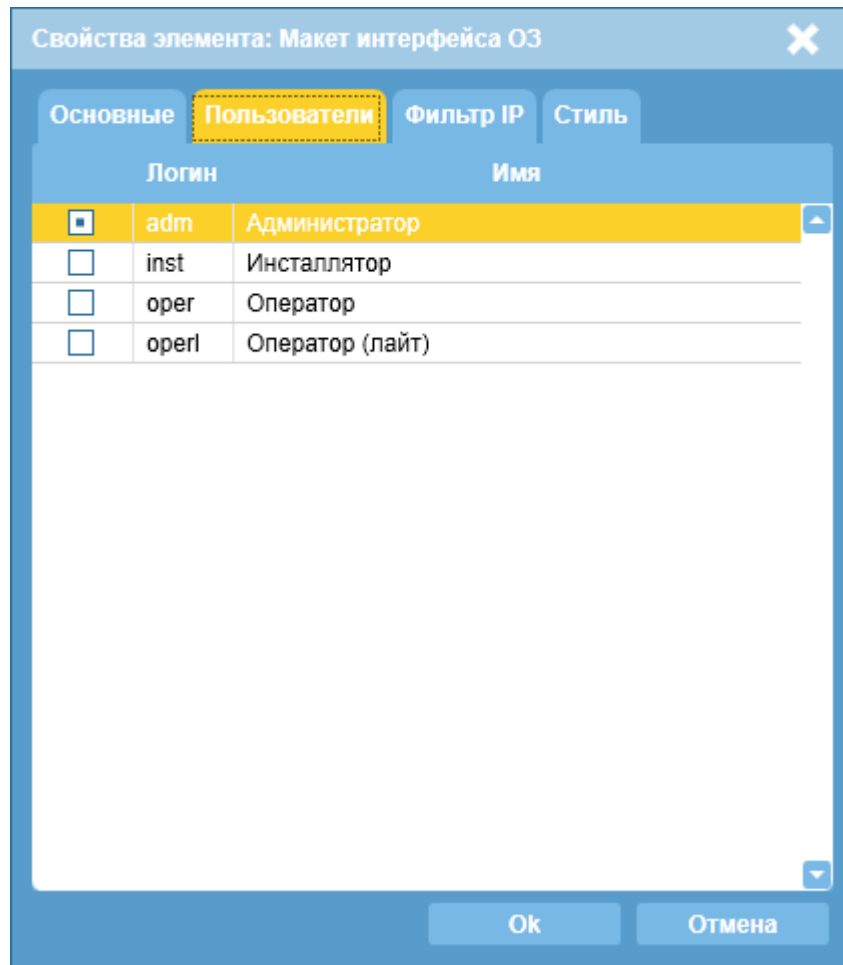 Свойства элемента: Макет интерфейса ОЗ
Основные Пользователи Фильтр IP Стиль
Логин Имя
adm Администратор
inst Инсталлятор
oper Оператор
operl Оператор (лайт)
Ok Отмена